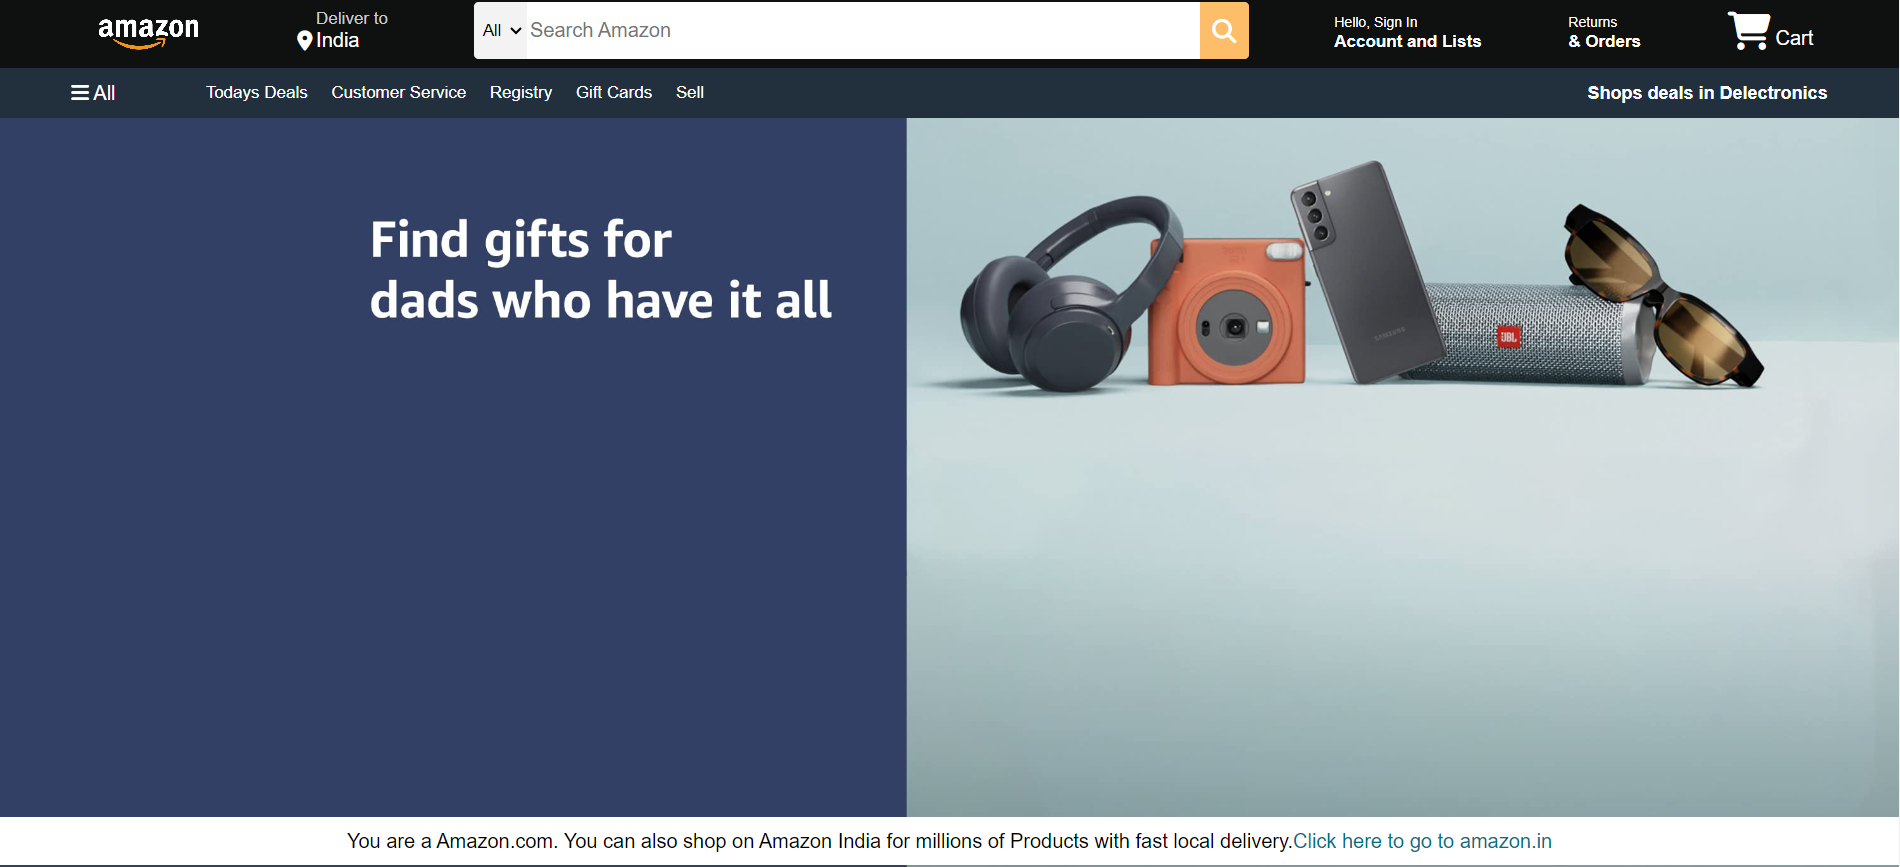 amazon
Deliver to
India
All
Search Amazon
Hello, Sign In
Account and Lists
Returns
& Orders
Cart
All
Todays Deals
Customer Service
Registry
Gift Cards
Sell
Shops deals in Delectronics
Find gifts for
dads who have it all
SAMSUNG
JBL
You are a Amazon.com. You can also shop on Amazon India for millions of Products with fast local delivery.Click here to go to amazon.in